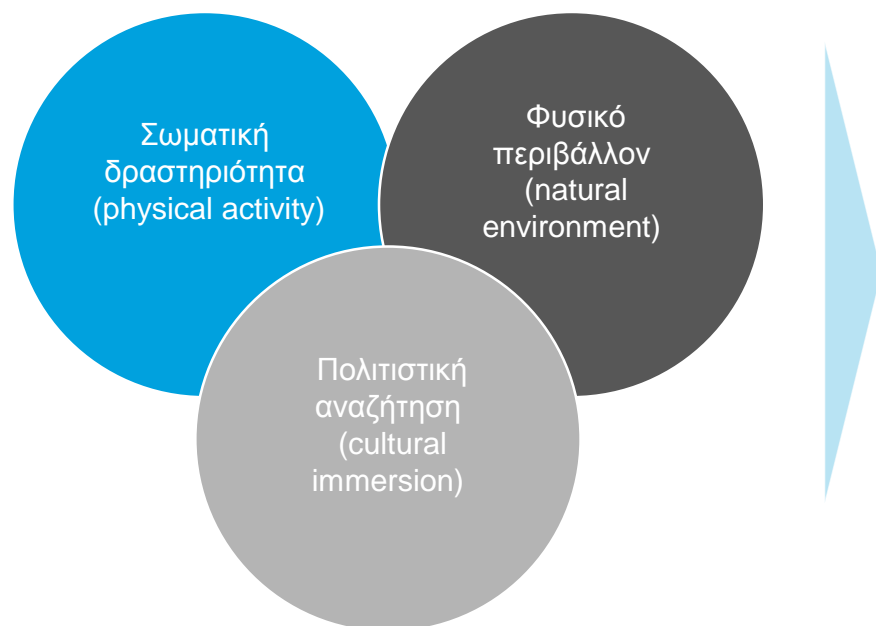 Σωματική
δραστηριότητα
(physical activity)
Φυσικό
περιβάλλον
(natural
environment)
Πολιτιστική
αναζήτηση
(cultural
immersion)